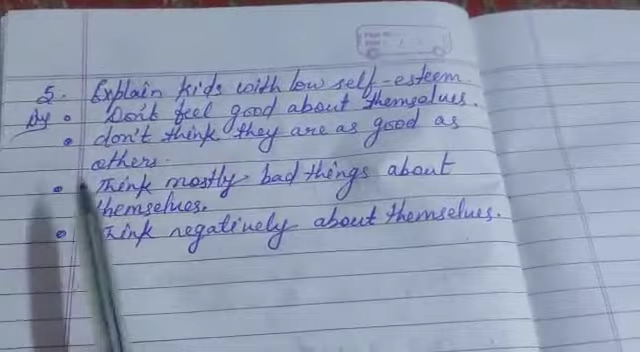 5. Explain kids with low self-esteem.
• Don't feel good about themselves.
• don't think they are as good as
others.
• Think mostly bad things about
themselves.
• Think negatively about themselves.